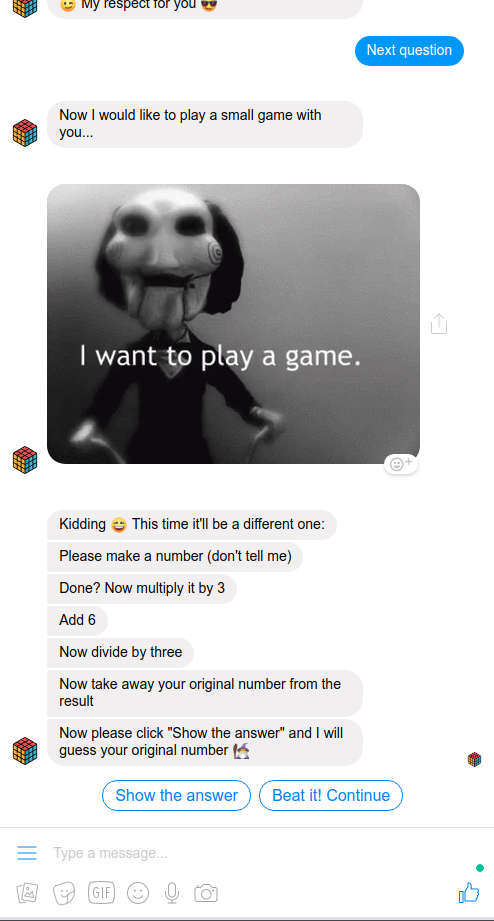 😉 My respect for you 😎
Next question
Now I would like to play a small game with
you...
I want to play a game.
Kidding 😄 This time it'll be a different one:
Please make a number (don't tell me)
Done? Now multiply it by 3
Add 6
Now divide by three
Now take away your original number from the
result
Now please click "Show the answer" and I will
guess your original number 🧙
Show the answer
Beat it! Continue
Type a message...
GIF